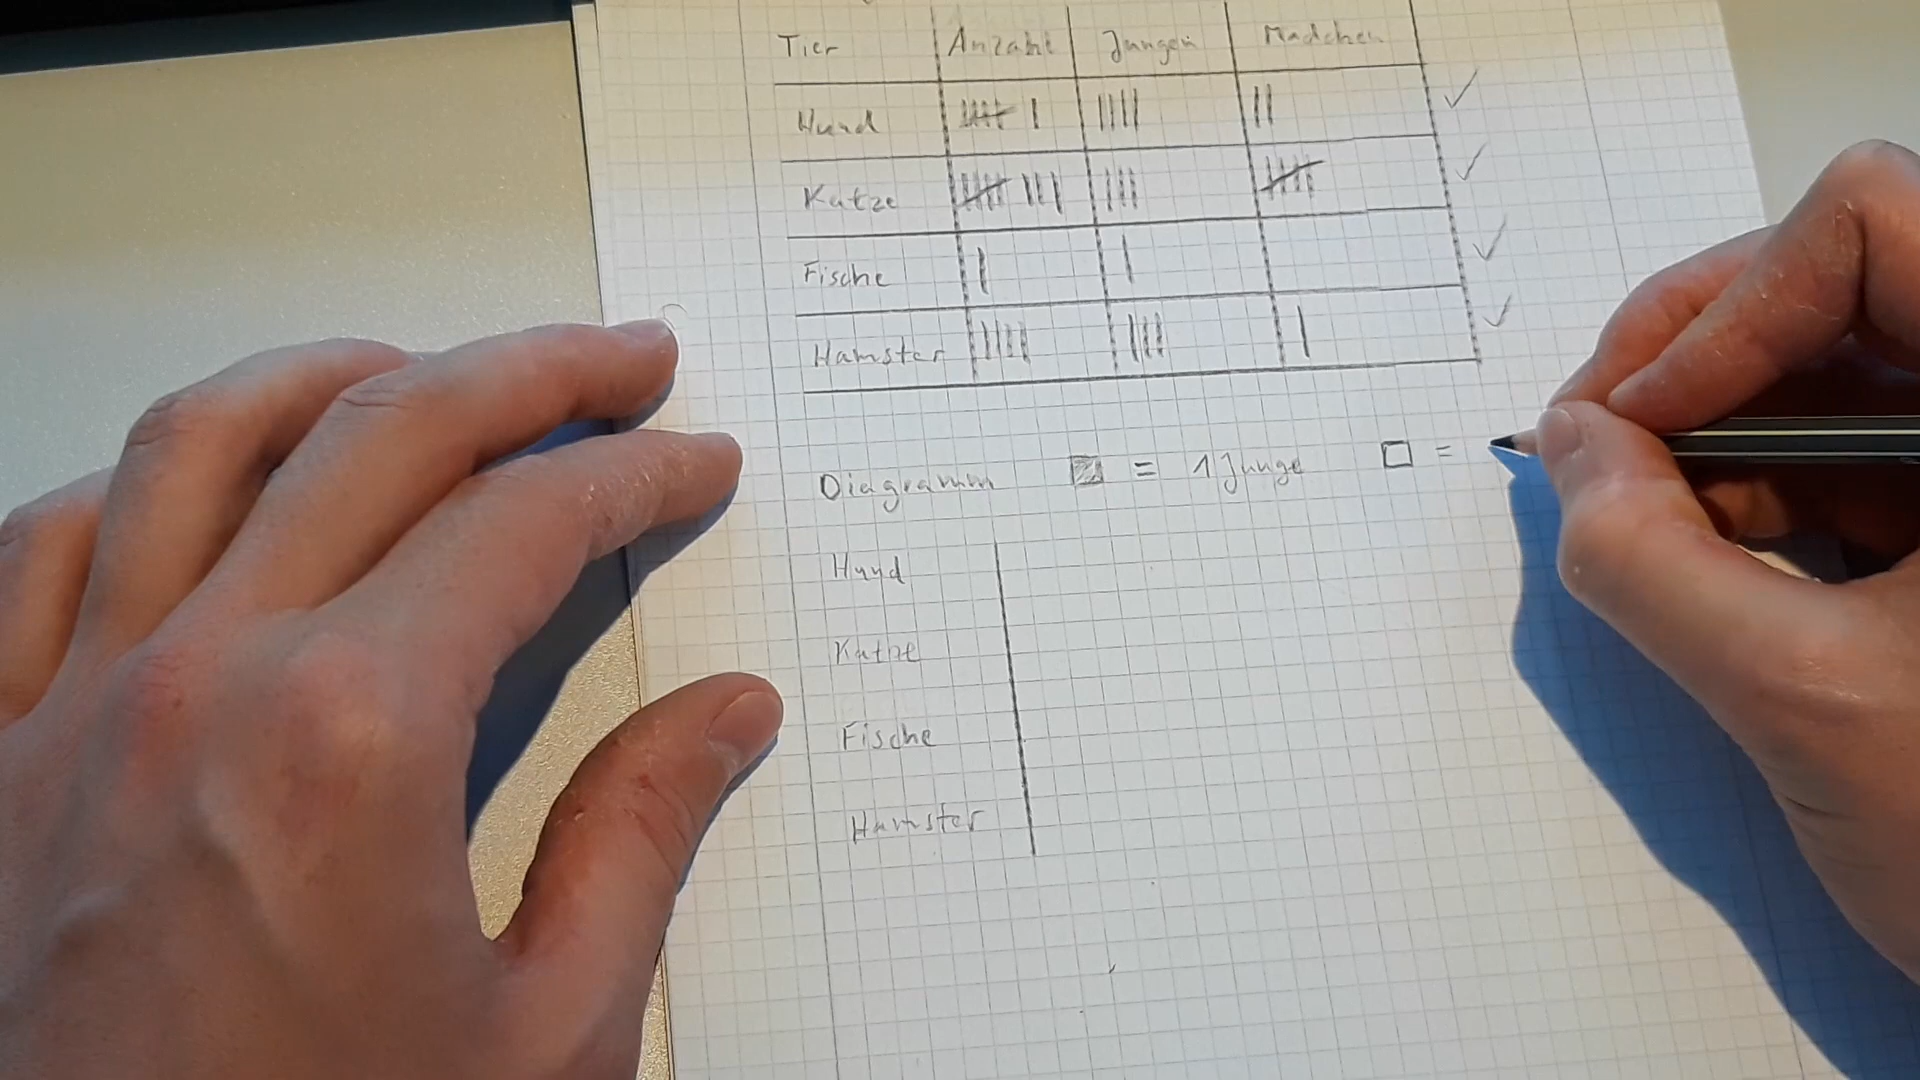 Tier Anzahl Jungen Mädchen
Hund |||| | |||| ||
Katze |||| ||| ||| ||||
Fische | |
Hamster |||| |||| |
Diagramm = 1 Junge =
Hund
Katze
Fische
Hamster